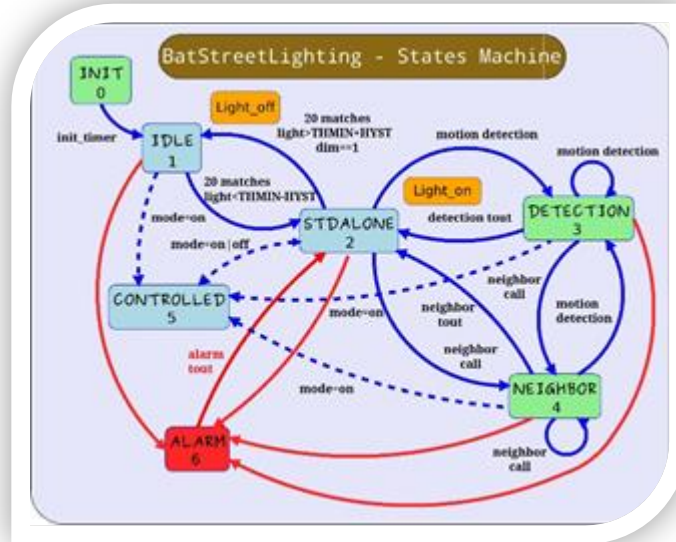 BatStreetLighting - States Machine
INIT
0
Light_off
20 matches
light>THMIN+HYST
dim==1
init_timer
IDLE
1
motion detection
motion detection
20 matches
light<THMIN-HYST
Light_on
mode=on
STDALONE
2
detection tout
DETECTION
3
mode=on|off
CONTROLLED
5
mode=on
neighbor
tout
neighbor
call
motion
detection
neighbor
call
alarm
tout
mode=on
NEIGHBOR
4
ALARM
6
neighbor
call